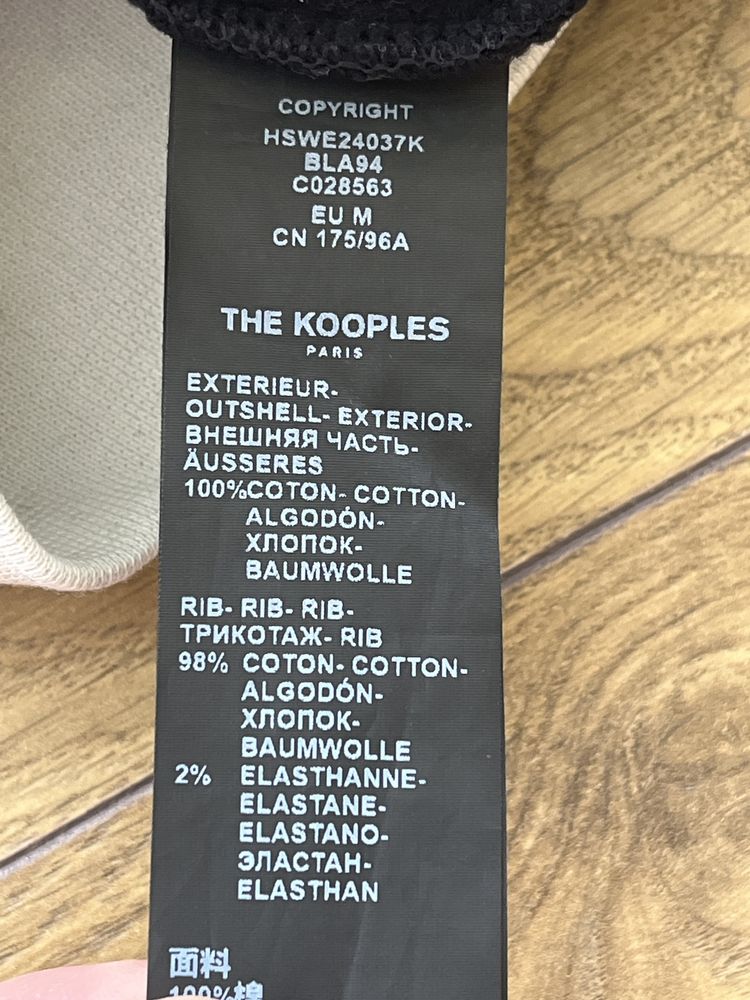 COPYRIGHT
HSWE24037K
BLA94
C028563
EU M
CN 175/96A
THE KOOPLES
PARIS
EXTERIEUR-
OUTSHELL- EXTERIOR-
ВНЕШНЯЯ ЧАСТЬ-
ÄUSSERES
100%COTON- COTTON-
ALGODÓN-
ХЛОПОК-
BAUMWOLLE
RIB- RIB- RIB-
ТРИКОТАЖ- RIB
98% COTON- COTTON-
ALGODÓN-
ХЛОПОК-
BAUMWOLLE
2% ELASTHANNE-
ELASTANE-
ELASTANO-
ЭЛАСТАН-
ELASTHAN
面料
100%棉